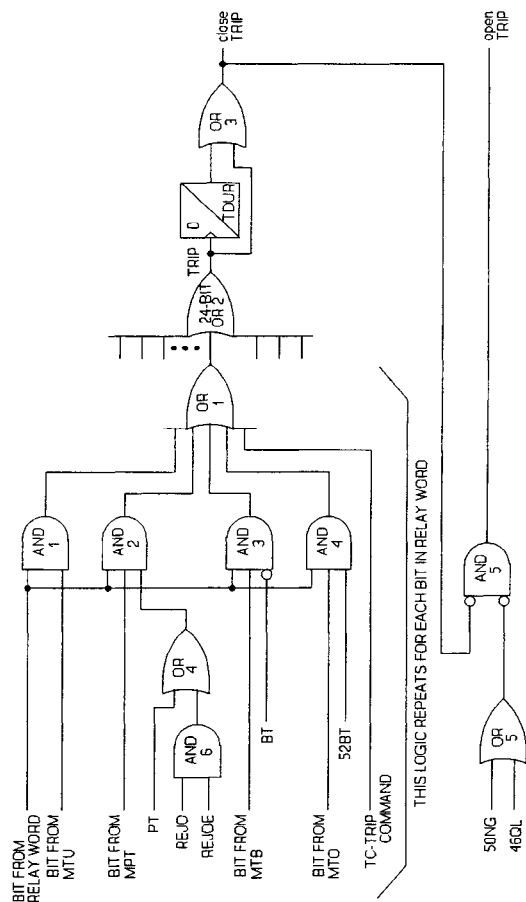 BIT FROM
RELAY WORD
BIT FROM
MTU
BIT FROM
MPT
PT
REJO
REJOE
BIT FROM
MTB
BT
BIT FROM
MTO
52BT
TC-TRIP
COMMAND
AND
1
AND
2
AND
3
AND
4
AND
6
OR
4
OR
1
24-BIT
OR 2
TRIP
0
TDUR
OR
3
close
TRIP
THIS LOGIC REPEATS FOR EACH BIT IN RELAY WORD
50NG
46QL
OR
5
AND
5
open
TRIP